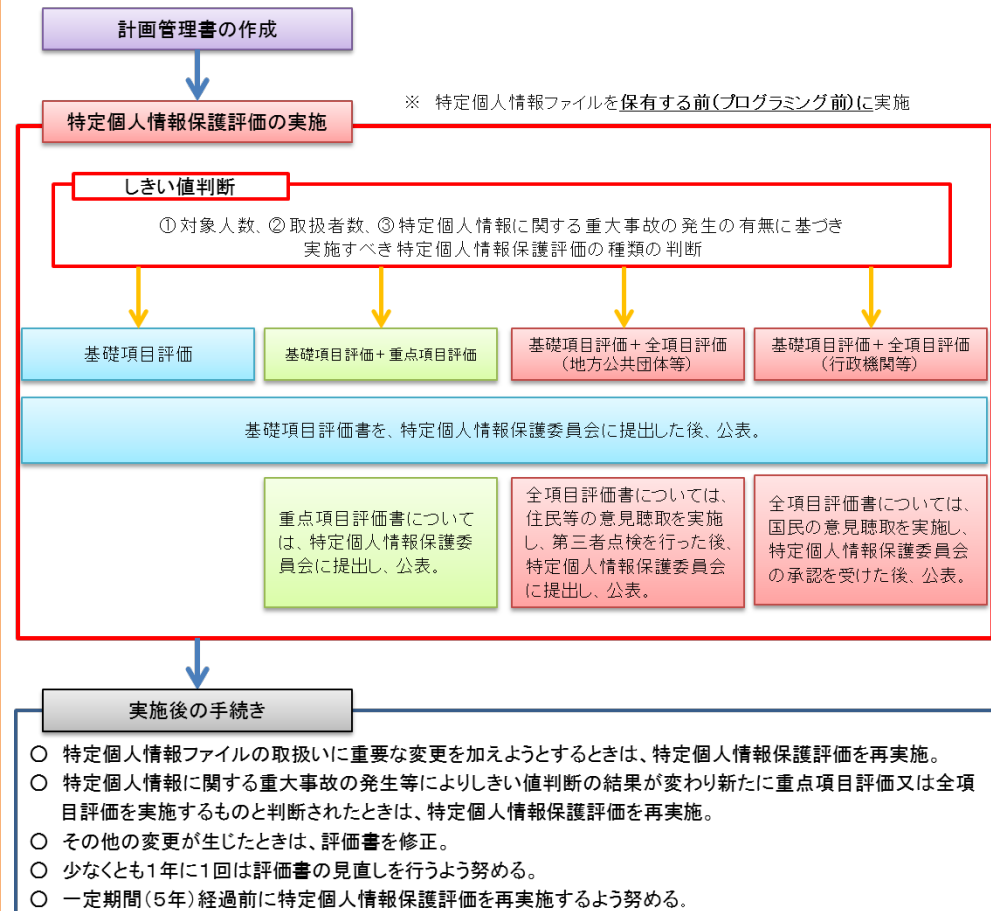 計画管理書の作成
※ 特定個人情報ファイルを保有する前(プログラミング前)に実施
特定個人情報保護評価の実施
しきい値判断
①対象人数、②取扱者数、③特定個人情報に関する重大事故の発生の有無に基づき
実施すべき特定個人情報保護評価の種類の判断
基礎項目評価
基礎項目評価+重点項目評価
基礎項目評価+全項目評価
(地方公共団体等)
基礎項目評価+全項目評価
(行政機関等)
基礎項目評価書を、特定個人情報保護委員会に提出した後、公表。
重点項目評価書について
は、特定個人情報保護委
員会に提出し、公表。
全項目評価書については、
住民等の意見聴取を実施
し、第三者点検を行った後、
特定個人情報保護委員会
に提出し、公表。
全項目評価書については、
国民の意見聴取を実施し、
特定個人情報保護委員会
の承認を受けた後、公表。
実施後の手続き
○ 特定個人情報ファイルの取扱いに重要な変更を加えようとするときは、特定個人情報保護評価を再実施。
○ 特定個人情報に関する重大事故の発生等によりしきい値判断の結果が変わり新たに重点項目評価又は全項
目評価を実施するものと判断されたときは、特定個人情報保護評価を再実施。
○ その他の変更が生じたときは、評価書を修正。
○ 少なくとも1年に1回は評価書の見直しを行うよう努める。
○ 一定期間(5年)経過前に特定個人情報保護評価を再実施するよう努める。